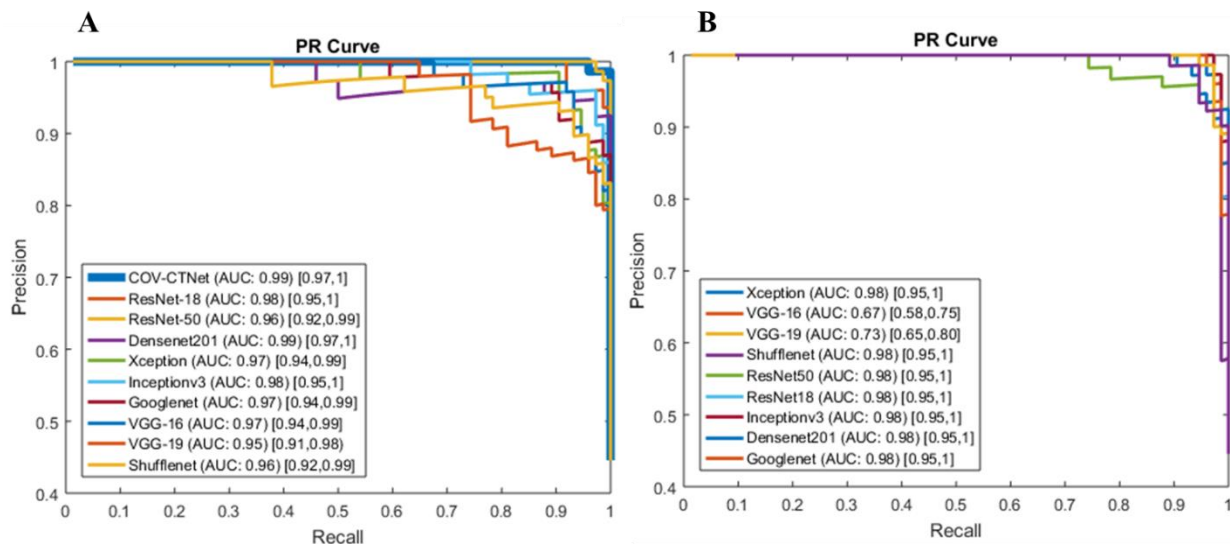 A
PR Curve
1
0.9
0.8
0.7
0.6
0.5
0.4
Precision
COV-CTNet (AUC: 0.99) [0.97,1]
ResNet-18 (AUC: 0.98) [0.95,1]
ResNet-50 (AUC: 0.96) [0.92,0.99]
Densenet201 (AUC: 0.99) [0.97,1]
Xception (AUC: 0.97) [0.94,0.99]
Inceptionv3 (AUC: 0.98) [0.95,1]
Googlenet (AUC: 0.97) [0.94,0.99]
VGG-16 (AUC: 0.97) [0.94,0.99]
VGG-19 (AUC: 0.95) [0.91,0.98]
Shufflenet (AUC: 0.96) [0.92,0.99]
0 0.1 0.2 0.3 0.4 0.5 0.6 0.7 0.8 0.9 1
Recall
B
PR Curve
1
0.9
0.8
0.7
0.6
0.5
0.4
Precision
Xception (AUC: 0.98) [0.95,1]
VGG-16 (AUC: 0.67) [0.58,0.75]
VGG-19 (AUC: 0.73) [0.65,0.80]
Shufflenet (AUC: 0.98) [0.95,1]
ResNet50 (AUC: 0.98) [0.95,1]
ResNet18 (AUC: 0.98) [0.95,1]
Inceptionv3 (AUC: 0.98) [0.95,1]
Densenet201 (AUC: 0.98) [0.95,1]
Googlenet (AUC: 0.98) [0.95,1]
0 0.1 0.2 0.3 0.4 0.5 0.6 0.7 0.8 0.9 1
Recall